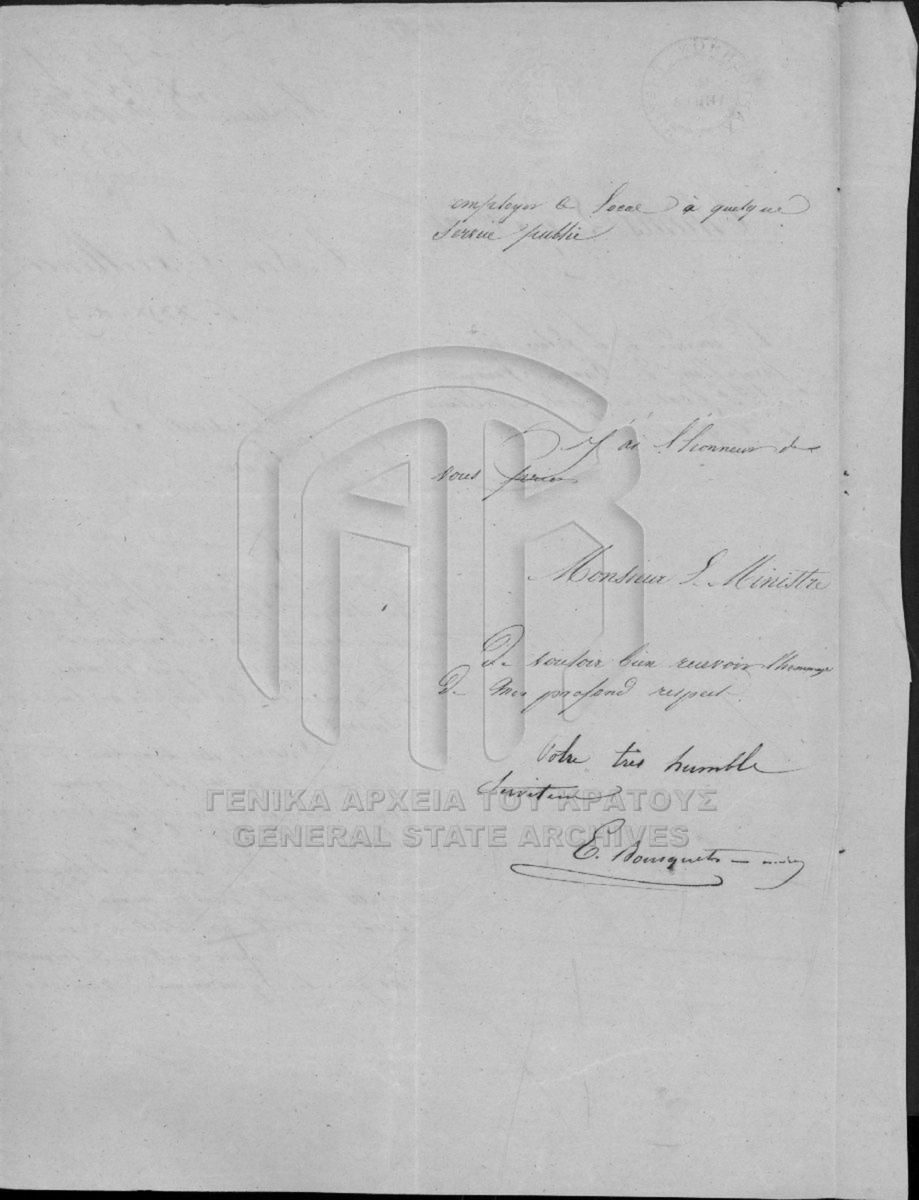 employer le local à quelque
Service public
J'ai l'honneur de
vous prier
Monsieur Le Ministre
De vouloir bien recevoir l'hommage
De mon profond respect
Votre très humble
Serviteur
E. Bousquet
ΓΕΝΙΚΑ ΑΡΧΕΙΑ ΤΟΥ ΚΡΑΤΟΥΣ
GENERAL STATE ARCHIVES